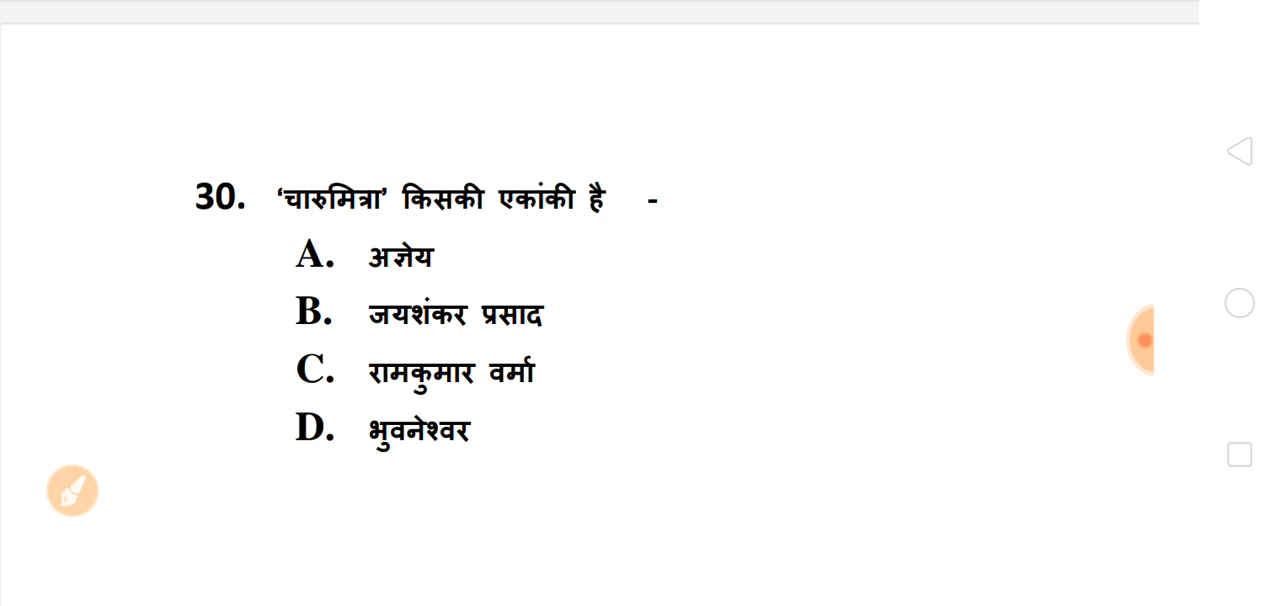 30. ‘चारुमित्रा’ किसकी एकांकी है -
A. अज्ञेय
B. जयशंकर प्रसाद
C. रामकुमार वर्मा
D. भुवनेश्वर